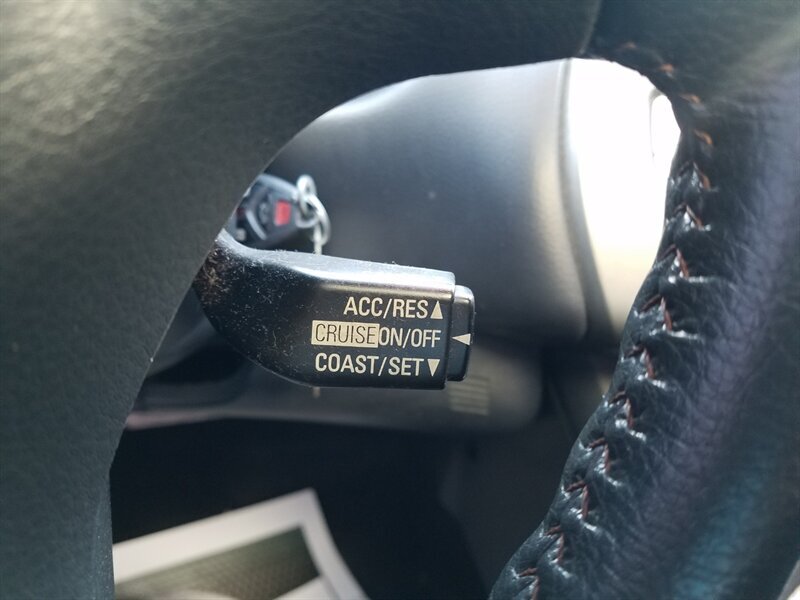 ACC/RES▲
CRUISE ON/OFF ◀
COAST/SET▼